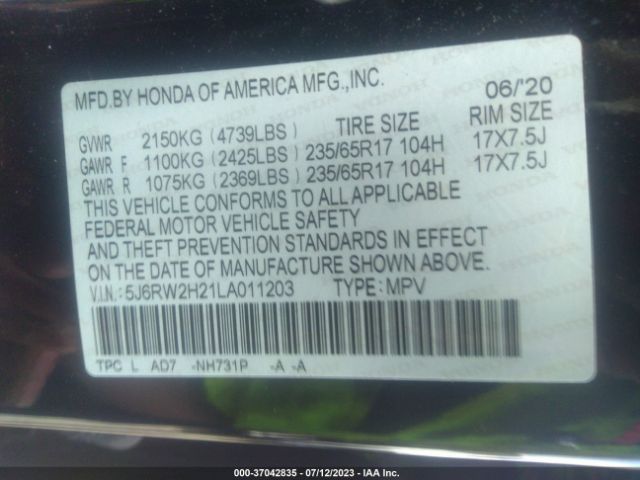 MFD.BY HONDA OF AMERICA MFG.,INC. 06/'20
GVWR 2150KG (4739LBS) TIRE SIZE RIM SIZE
GAWR F 1100KG (2425LBS) 235/65R17 104H 17X7.5J
GAWR R 1075KG (2369LBS) 235/65R17 104H 17X7.5J
THIS VEHICLE CONFORMS TO ALL APPLICABLE
FEDERAL MOTOR VEHICLE SAFETY
AND THEFT PREVENTION STANDARDS IN EFFECT
ON THE DATE OF MANUFACTURE SHOWN ABOVE.
V.I.N.: 5J6RW2H21LA011203 TYPE: MPV
TPC L AD7 -NH731P -A -A
000-37042835 - 07/12/2023 - IAA Inc.